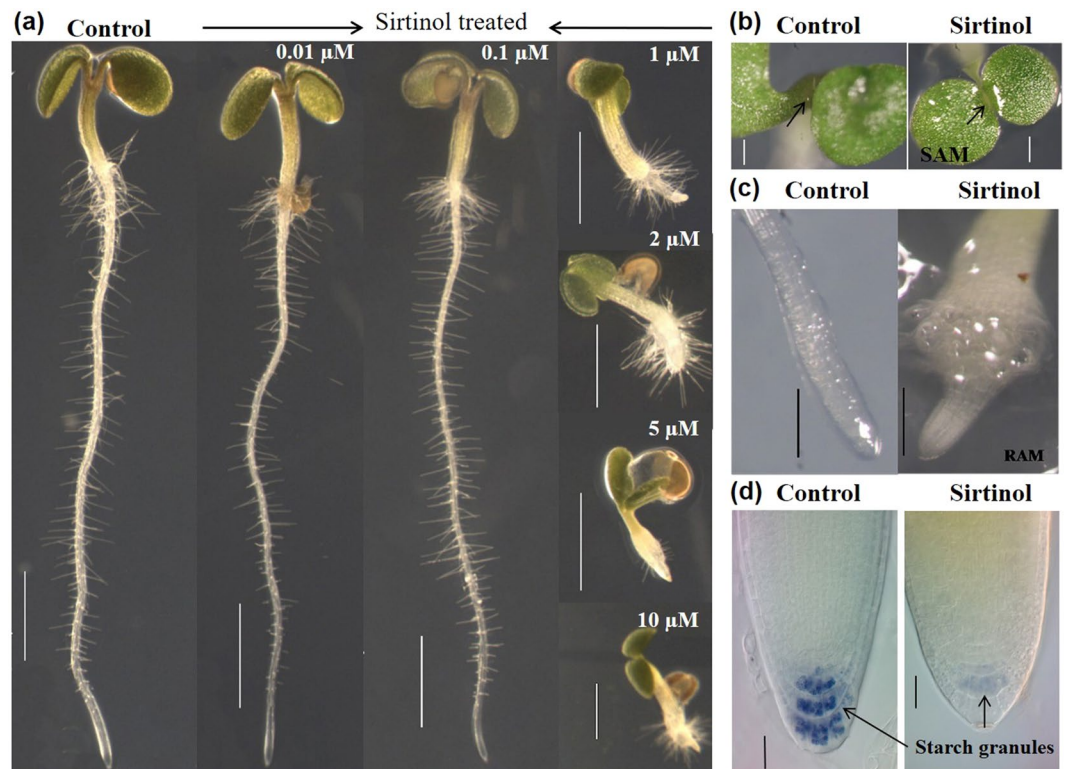 (a)
Control
Sirtinol treated
0.01 µM
0.1 µM
1 µM
2 µM
5 µM
10 µM
(b)
Control
Sirtinol
SAM
(c)
Control
Sirtinol
RAM
(d)
Control
Sirtinol
Starch granules